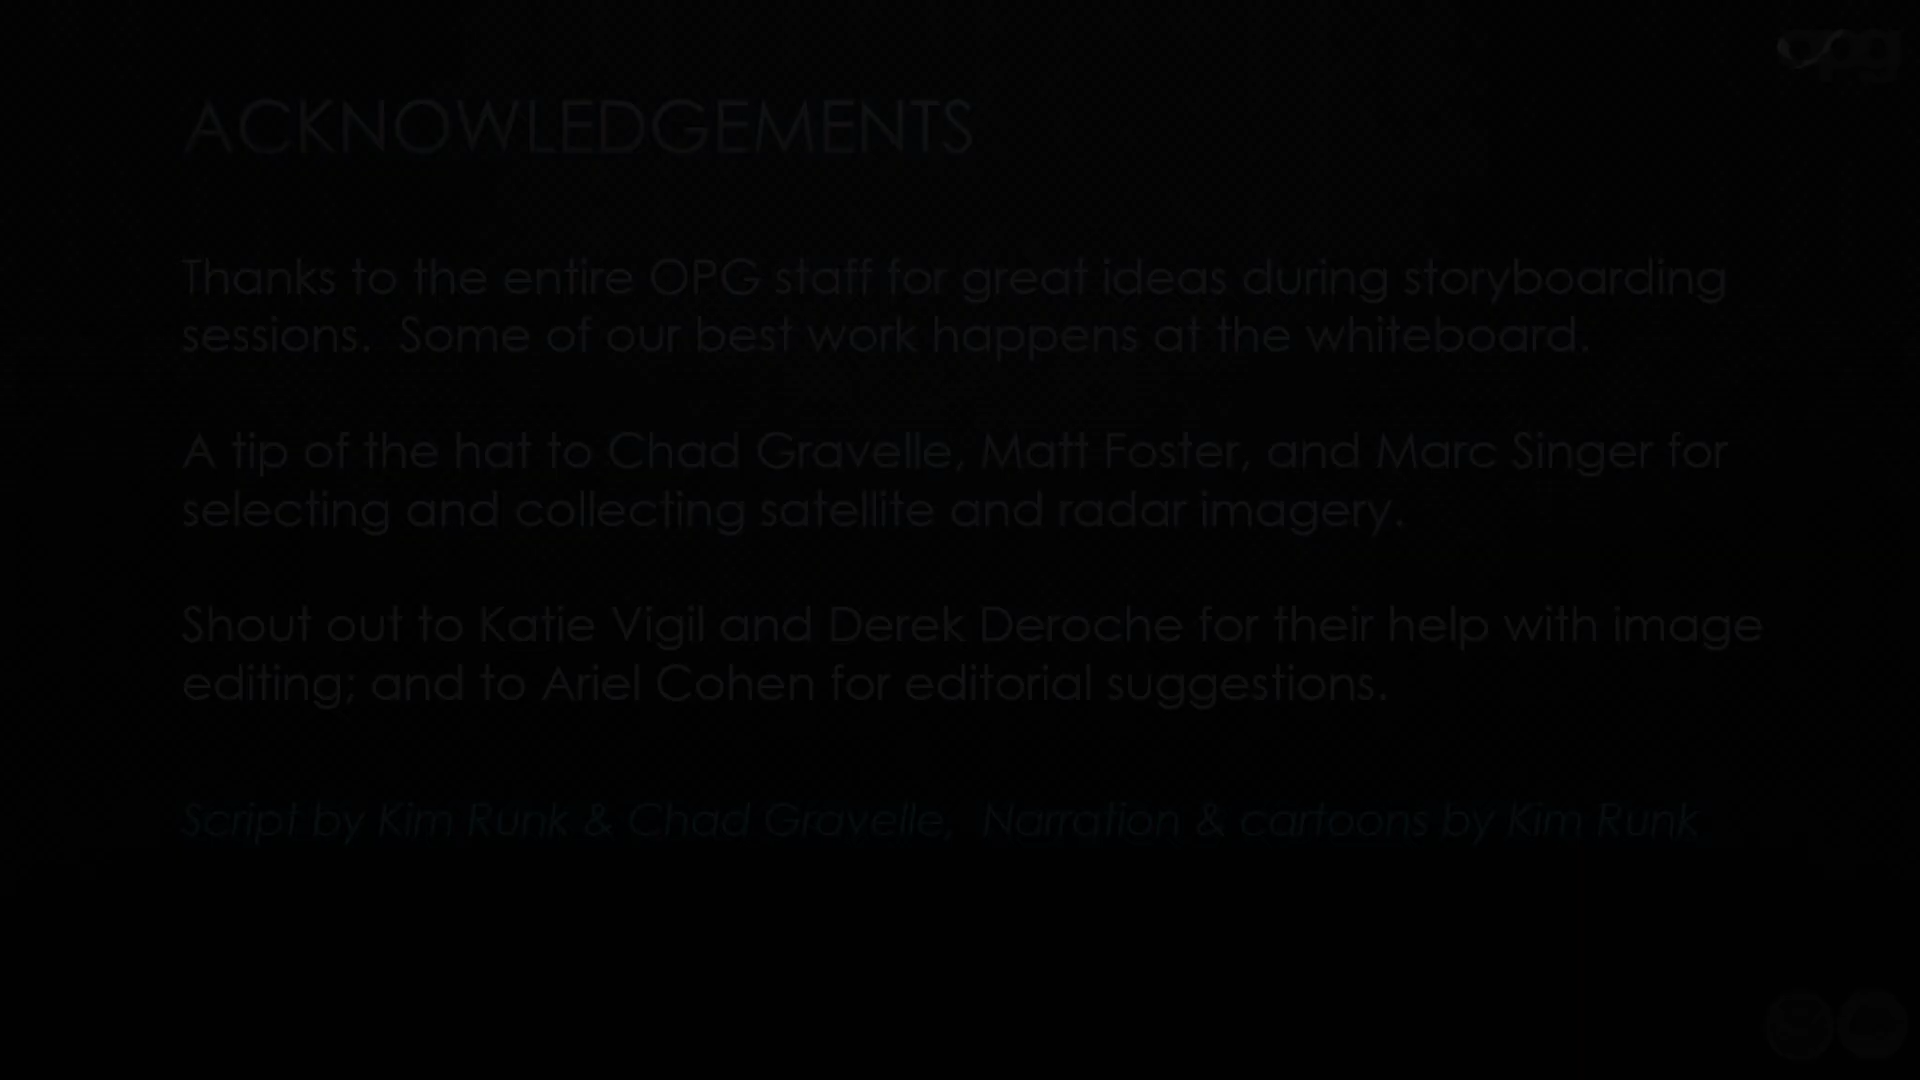 opg
ACKNOWLEDGEMENTS
Thanks to the entire OPG staff for great ideas during storyboarding
sessions.  Some of our best work happens at the whiteboard.
A tip of the hat to Chad Gravelle, Matt Foster, and Marc Singer for
selecting and collecting satellite and radar imagery.
Shout out to Katie Vigil and Derek Deroche for their help with image
editing; and to Ariel Cohen for editorial suggestions.
Script by Kim Runk & Chad Gravelle,  Narration & cartoons by Kim Runk